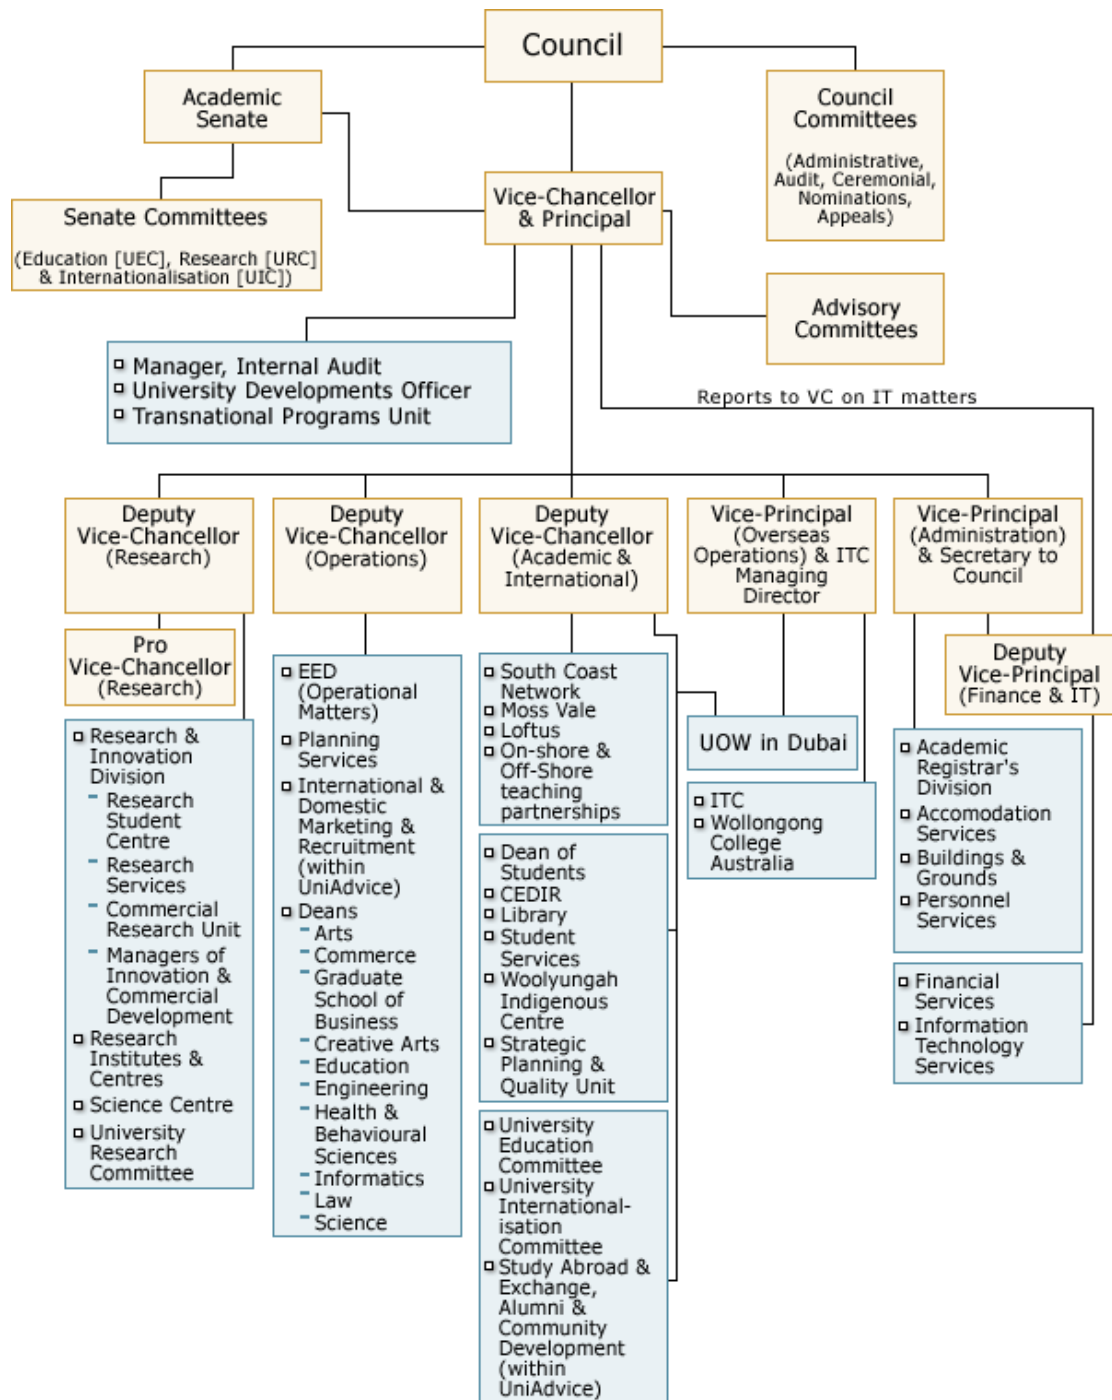 Council
Academic
Senate
Council
Committees
(Administrative,
Audit, Ceremonial,
Nominations,
Appeals)
Vice-Chancellor
& Principal
Senate Committees
(Education [UEC], Research [URC]
& Internationalisation [UIC])
Advisory
Committees
Manager, Internal Audit
University Developments Officer
Transnational Programs Unit
Reports to VC on IT matters
Deputy
Vice-Chancellor
(Research)
Deputy
Vice-Chancellor
(Operations)
Deputy
Vice-Chancellor
(Academic &
International)
Vice-Principal
(Overseas
Operations) & ITC
Managing
Director
Vice-Principal
(Administration)
& Secretary to
Council
Pro
Vice-Chancellor
(Research)
Deputy
Vice-Principal
(Finance & IT)
Research &
Innovation
Division
Research
Student
Centre
Research
Services
Commercial
Research Unit
Managers of
Innovation &
Commercial
Development
Research
Institutes &
Centres
Science Centre
University
Research
Committee
EED
(Operational
Matters)
Planning
Services
International &
Domestic
Marketing &
Recruitment
(within
UniAdvice)
Deans
Arts
Commerce
Graduate
School of
Business
Creative Arts
Education
Engineering
Health &
Behavioural
Sciences
Informatics
Law
Science
South Coast
Network
Moss Vale
Loftus
On-shore &
Off-Shore
teaching
partnerships
Dean of
Students
CEDIR
Library
Student
Services
Woolyungah
Indigenous
Centre
Strategic
Planning &
Quality Unit
University
Education
Committee
University
International-
isation
Committee
Study Abroad &
Exchange,
Alumni &
Community
Development
(within
UniAdvice)
UOW in Dubai
ITC
Wollongong
College
Australia
Academic
Registrar's
Division
Accomodation
Services
Buildings &
Grounds
Personnel
Services
Financial
Services
Information
Technology
Services